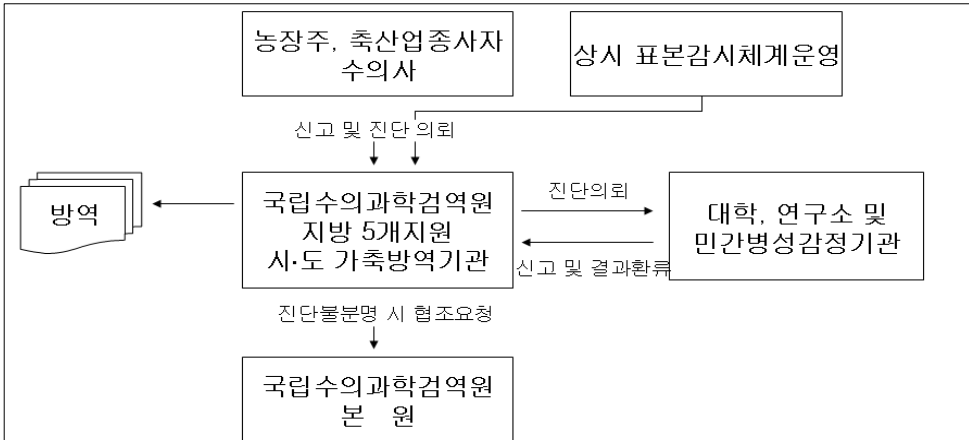 농장주, 축산업종사자
수의사
상시 표본감시체계운영
신고 및 진단 의뢰
방역
국립수의과학검역원
지방 5개지원
시·도 가축방역기관
진단의뢰
신고 및 결과환류
대학, 연구소 및
민간병성감정기관
진단불분명 시 협조요청
국립수의과학검역원
본 원